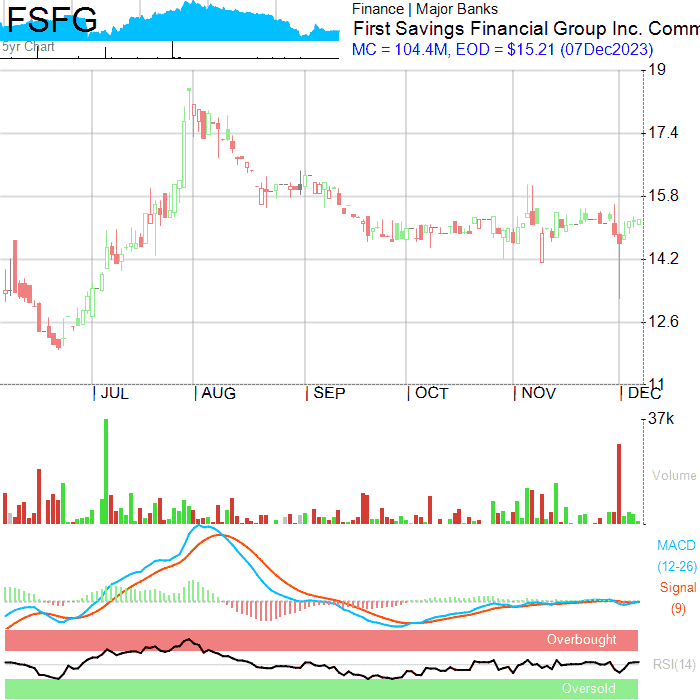 FSFG
5yr Chart
Finance | Major Banks
First Savings Financial Group Inc. Comm
MC = 104.4M, EOD = $15.21 (07Dec2023)
19
17.4
15.8
14.2
12.6
11
JUL AUG SEP OCT NOV DEC
37k
Volume
MACD
(12-26)
Signal
(9)
Overbought
RSI(14)
Oversold